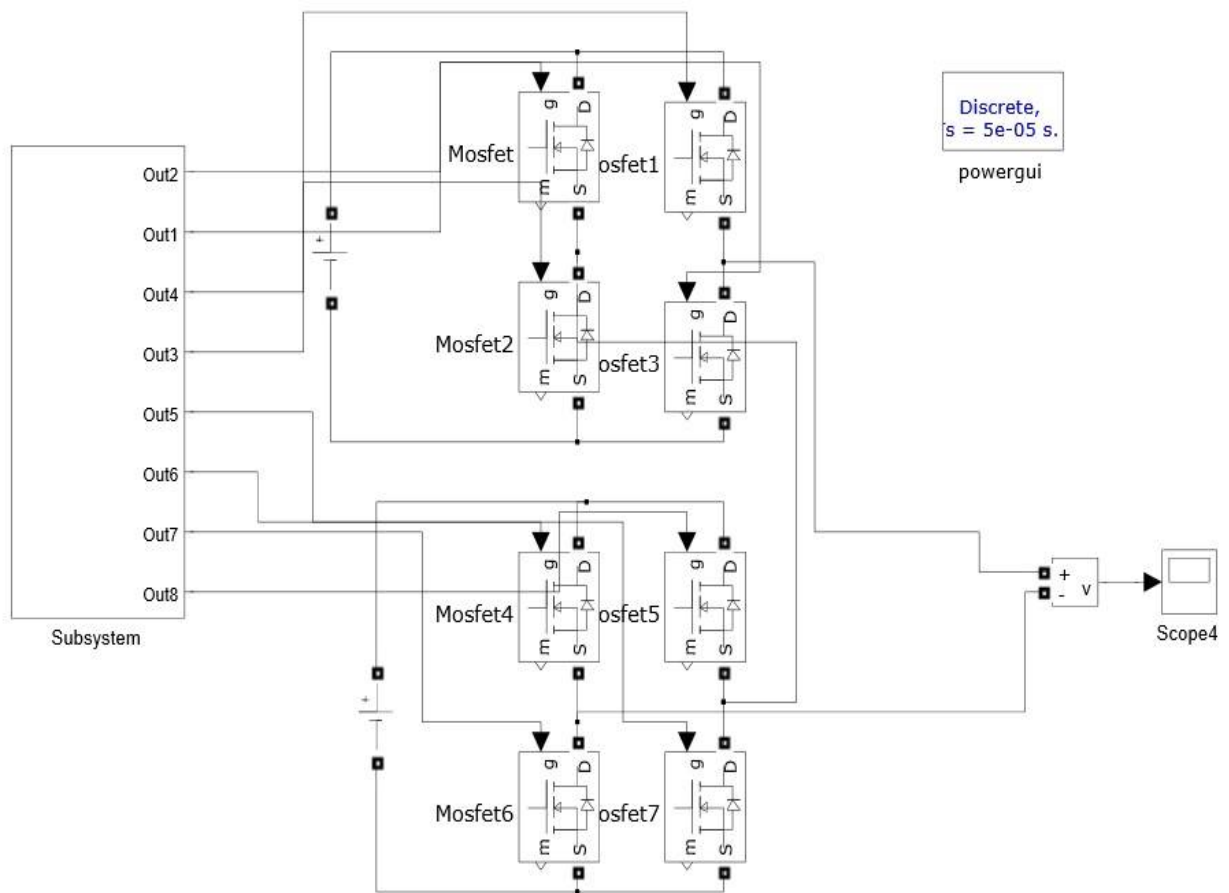 Discrete,
s = 5e-05 s.
powergui
Out2
Out1
Out4
Out3
Out5
Out6
Out7
Out8
Subsystem
+
g
D
Mosfet
m
S
g
D
osfet1
m
S
g
D
Mosfet2
m
S
g
D
osfet3
m
S
+
g
D
Mosfet4
m
S
g
D
osfet5
m
S
g
D
Mosfet6
m
S
g
D
osfet7
m
S
+
-
v
Scope4